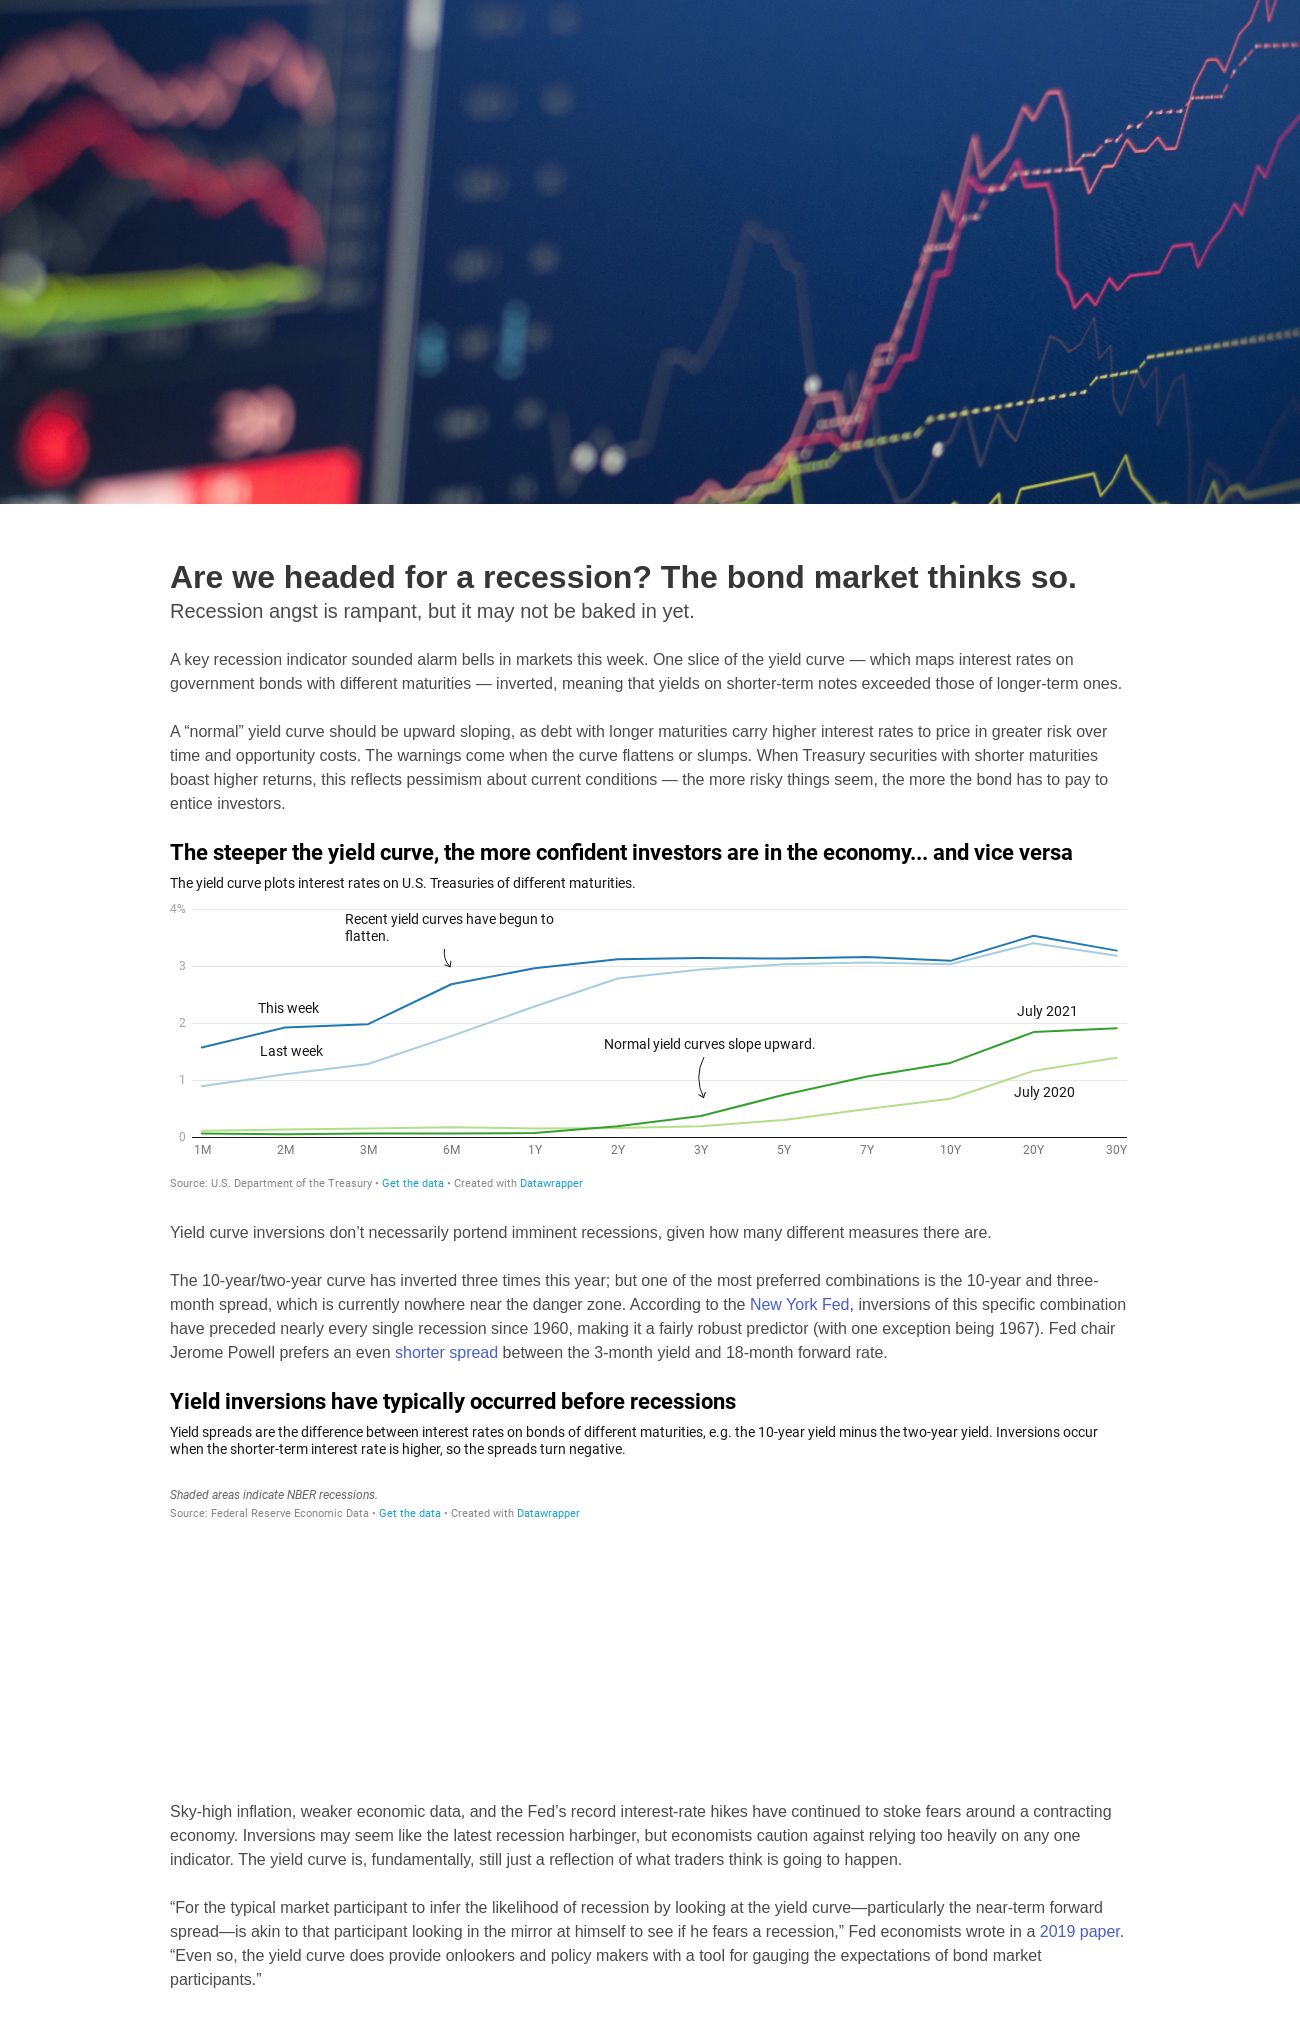 Are we headed for a recession? The bond market thinks so.
Recession angst is rampant, but it may not be baked in yet.
A key recession indicator sounded alarm bells in markets this week. One slice of the yield curve — which maps interest rates on
government bonds with different maturities — inverted, meaning that yields on shorter-term notes exceeded those of longer-term ones.
A “normal” yield curve should be upward sloping, as debt with longer maturities carry higher interest rates to price in greater risk over
time and opportunity costs. The warnings come when the curve flattens or slumps. When Treasury securities with shorter maturities
boast higher returns, this reflects pessimism about current conditions — the more risky things seem, the more the bond has to pay to
entice investors.
The steeper the yield curve, the more confident investors are in the economy... and vice versa
The yield curve plots interest rates on U.S. Treasuries of different maturities.
4%
Recent yield curves have begun to
flatten.
3
This week
July 2021
2
Normal yield curves slope upward.
Last week
1
July 2020
0
1M 2M 3M 6M 1Y 2Y 3Y 5Y 7Y 10Y 20Y 30Y
Source: U.S. Department of the Treasury • Get the data • Created with Datawrapper
Yield curve inversions don’t necessarily portend imminent recessions, given how many different measures there are.
The 10-year/two-year curve has inverted three times this year; but one of the most preferred combinations is the 10-year and three-
month spread, which is currently nowhere near the danger zone. According to the New York Fed, inversions of this specific combination
have preceded nearly every single recession since 1960, making it a fairly robust predictor (with one exception being 1967). Fed chair
Jerome Powell prefers an even shorter spread between the 3-month yield and 18-month forward rate.
Yield inversions have typically occurred before recessions
Yield spreads are the difference between interest rates on bonds of different maturities, e.g. the 10-year yield minus the two-year yield. Inversions occur
when the shorter-term interest rate is higher, so the spreads turn negative.
Shaded areas indicate NBER recessions.
Source: Federal Reserve Economic Data • Get the data • Created with Datawrapper
Sky-high inflation, weaker economic data, and the Fed’s record interest-rate hikes have continued to stoke fears around a contracting
economy. Inversions may seem like the latest recession harbinger, but economists caution against relying too heavily on any one
indicator. The yield curve is, fundamentally, still just a reflection of what traders think is going to happen.
“For the typical market participant to infer the likelihood of recession by looking at the yield curve—particularly the near-term forward
spread—is akin to that participant looking in the mirror at himself to see if he fears a recession,” Fed economists wrote in a 2019 paper.
“Even so, the yield curve does provide onlookers and policy makers with a tool for gauging the expectations of bond market
participants.”